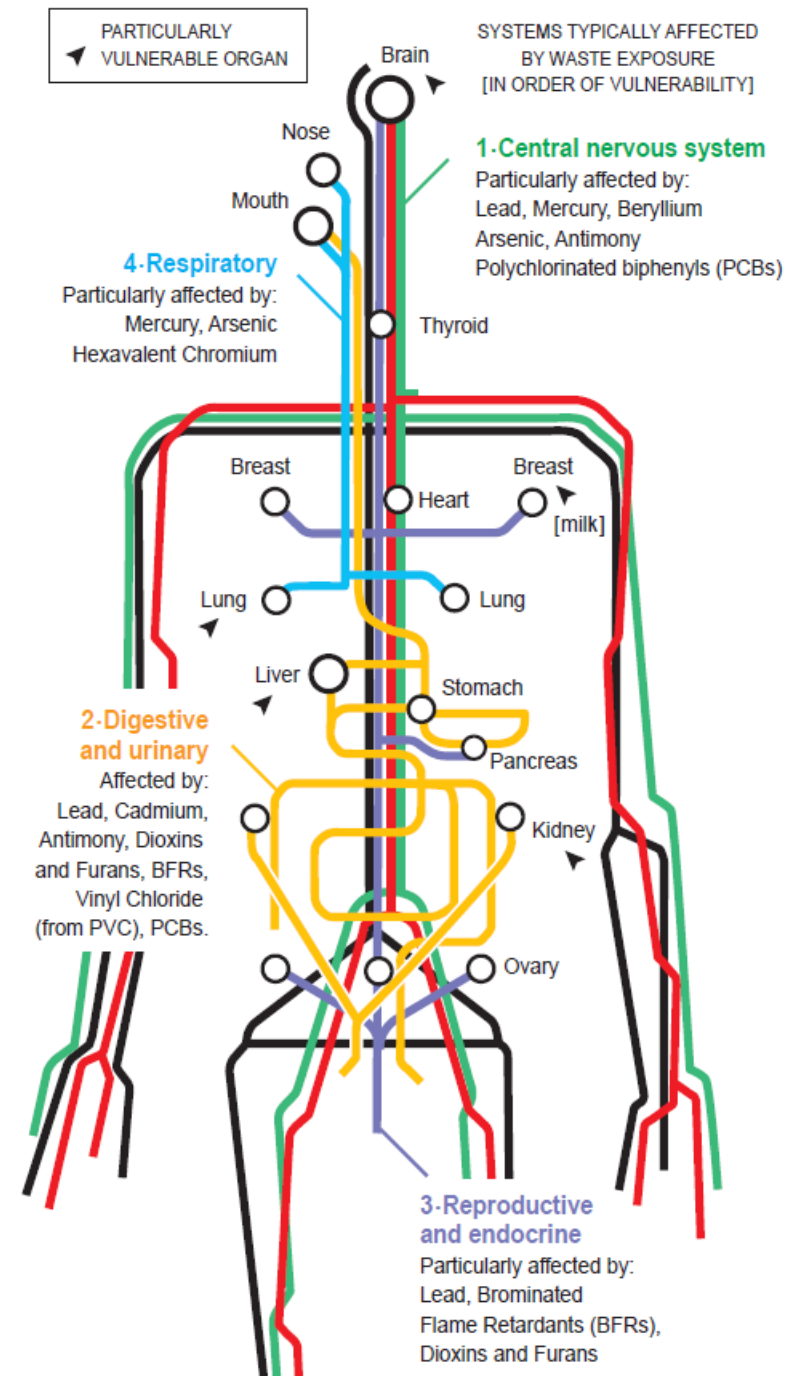 PARTICULARLY
VULNERABLE ORGAN
SYSTEMS TYPICALLY AFFECTED
BY WASTE EXPOSURE
[IN ORDER OF VULNERABILITY]
Brain
Nose
Mouth
1·Central nervous system
Particularly affected by:
Lead, Mercury, Beryllium
Arsenic, Antimony
Polychlorinated biphenyls (PCBs)
4·Respiratory
Particularly affected by:
Mercury, Arsenic
Hexavalent Chromium
Thyroid
Breast
Heart
Breast
[milk]
Lung
Lung
Liver
Stomach
Pancreas
2·Digestive
and urinary
Affected by:
Lead, Cadmium,
Antimony, Dioxins
and Furans, BFRs,
Vinyl Chloride
(from PVC), PCBs.
Kidney
Ovary
3·Reproductive
and endocrine
Particularly affected by:
Lead, Brominated
Flame Retardants (BFRs),
Dioxins and Furans